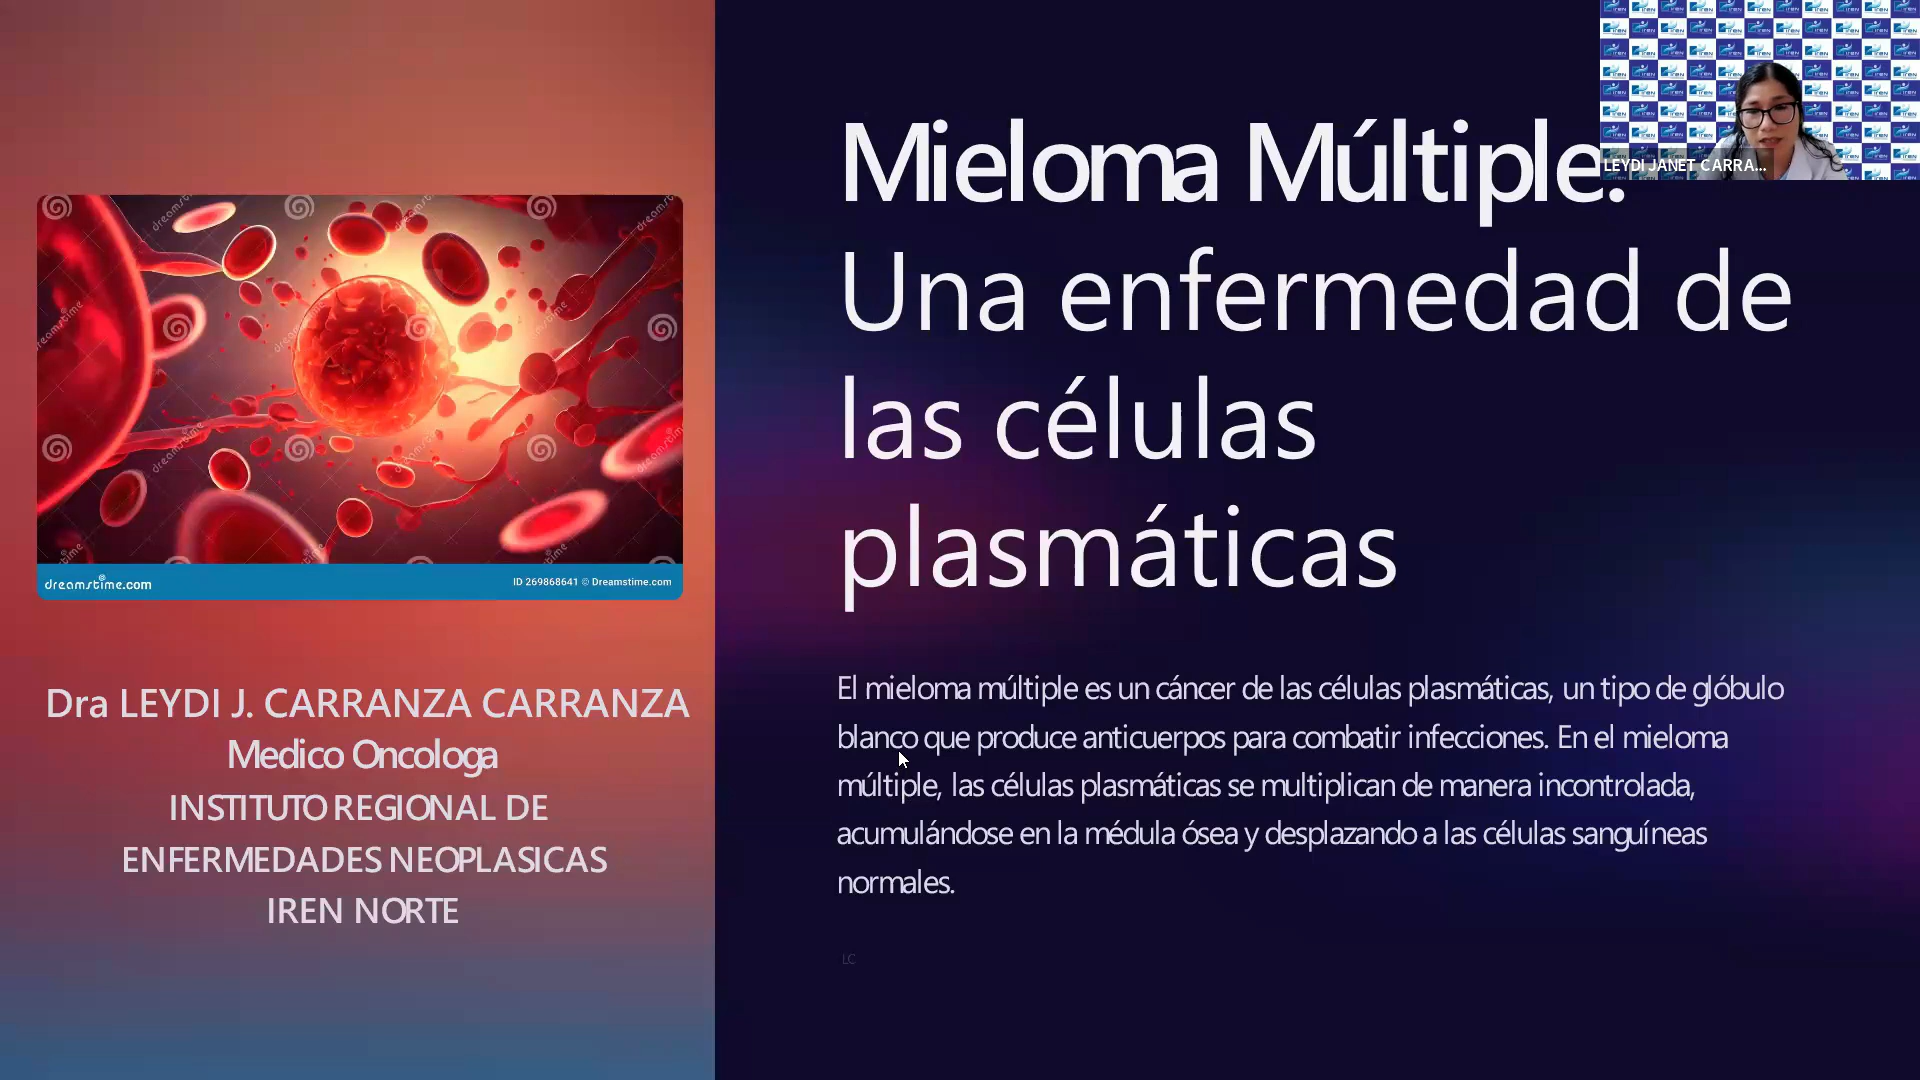 Mieloma Múltiple.
Una enfermedad de
las células
plasmáticas
El mieloma múltiple es un cáncer de las células plasmáticas, un tipo de glóbulo
blanco que produce anticuerpos para combatir infecciones. En el mieloma
múltiple, las células plasmáticas se multiplican de manera incontrolada,
acumulándose en la médula ósea y desplazando a las células sanguíneas
normales.
LC
dreamstime.com
ID 269868641 © Dreamstime.com
Dra LEYDI J. CARRANZA CARRANZA
Medico Oncologa
INSTITUTO REGIONAL DE
ENFERMEDADES NEOPLASICAS
IREN NORTE
LEYDI JANET CARRA...
iren